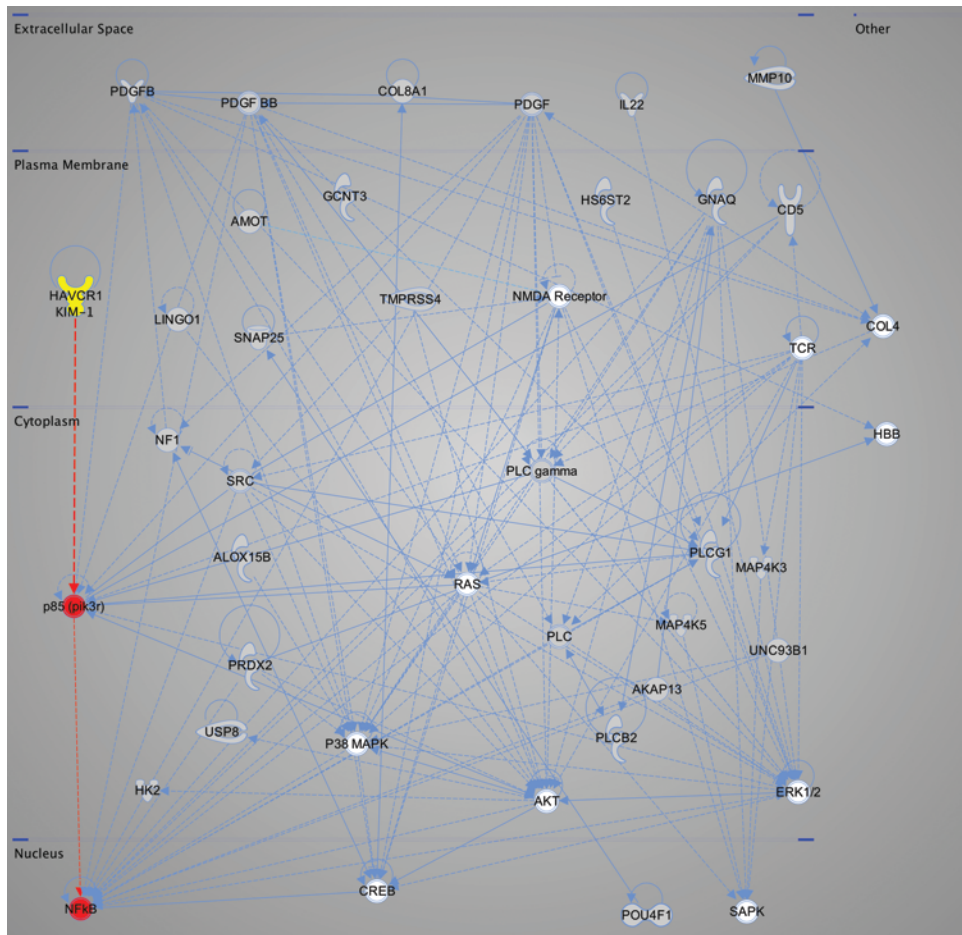 Extracellular Space
Other
PDGFB
PDGF BB
COL8A1
PDGF
IL22
MMP10
Plasma Membrane
GCNT3
AMOT
HS6ST2
GNAQ
CD5
HAVCR1
KIM-1
LINGO1
SNAP25
TMPRSS4
NMDA Receptor
TCR
COL4
Cytoplasm
NF1
SRC
PLC gamma
HBB
ALOX15B
RAS
PLCG1
MAP4K3
p85 (pik3r)
MAP4K5
PLC
UNC93B1
PRDX2
AKAP13
USP8
P38 MAPK
PLCB2
HK2
AKT
ERK1/2
Nucleus
CREB
NFkB
POU4F1
SAPK